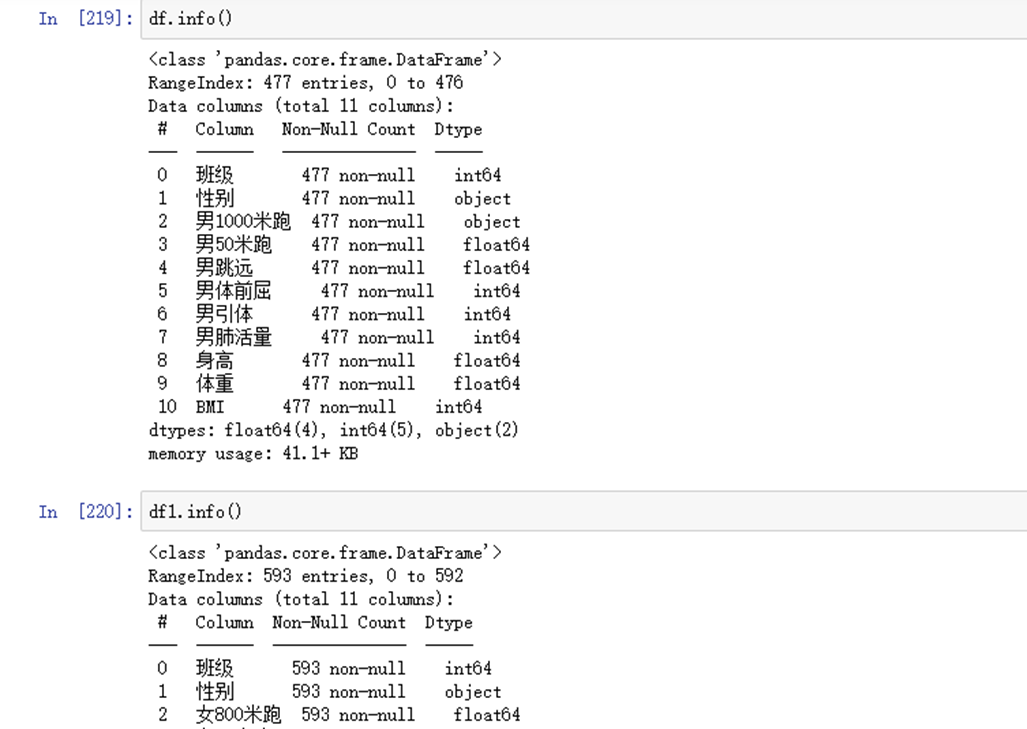 In [219]: df.info()
<class 'pandas.core.frame.DataFrame'>
RangeIndex: 477 entries, 0 to 476
Data columns (total 11 columns):
# Column Non-Null Count Dtype
0 班级 477 non-null int64
1 性别 477 non-null object
2 男1000米跑 477 non-null object
3 男50米跑 477 non-null float64
4 男跳远 477 non-null float64
5 男体前屈 477 non-null int64
6 男引体 477 non-null int64
7 男肺活量 477 non-null int64
8 身高 477 non-null float64
9 体重 477 non-null float64
10 BMI 477 non-null int64
dtypes: float64(4), int64(5), object(2)
memory usage: 41.1+ KB
In [220]: df1.info()
<class 'pandas.core.frame.DataFrame'>
RangeIndex: 593 entries, 0 to 592
Data columns (total 11 columns):
# Column Non-Null Count Dtype
0 班级 593 non-null int64
1 性别 593 non-null object
2 女800米跑 593 non-null float64